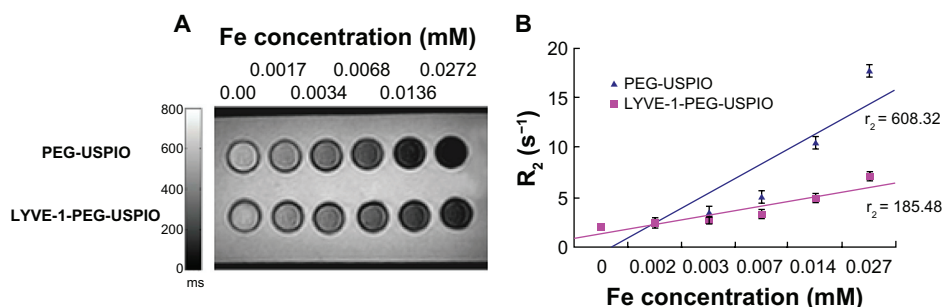 A
Fe concentration (mM)
0.0017 0.0068 0.0272
0.00 0.0034 0.0136
800
600
400
200
0
ms
PEG-USPIO
LYVE-1-PEG-USPIO
B
20
15
10
5
0
R2 (s⁻¹)
PEG-USPIO
LYVE-1-PEG-USPIO
r2 = 608.32
r2 = 185.48
0 0.002 0.003 0.007 0.014 0.027
Fe concentration (mM)